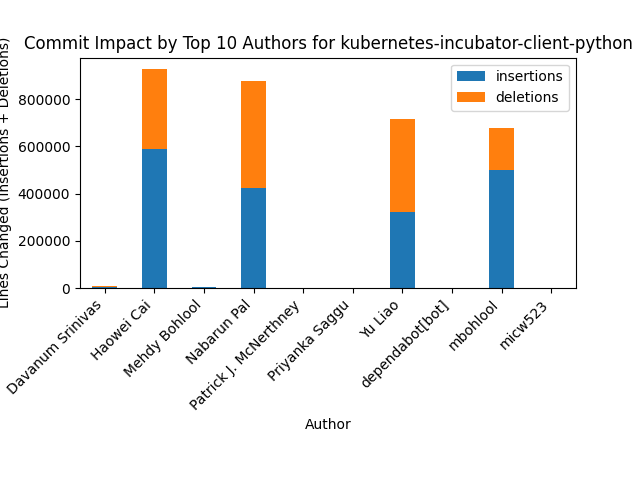 Commit Impact by Top 10 Authors for kubernetes-incubator-client-python
Lines Changed (Insertions + Deletions)
800000
600000
400000
200000
0
insertions
deletions
Davanum Srinivas
Haowei Cai
Mehdy Bohlool
Nabarun Pal
Patrick J. McNerthney
Priyanka Saggu
Yu Liao
dependabot[bot]
mbohlool
micw523
Author